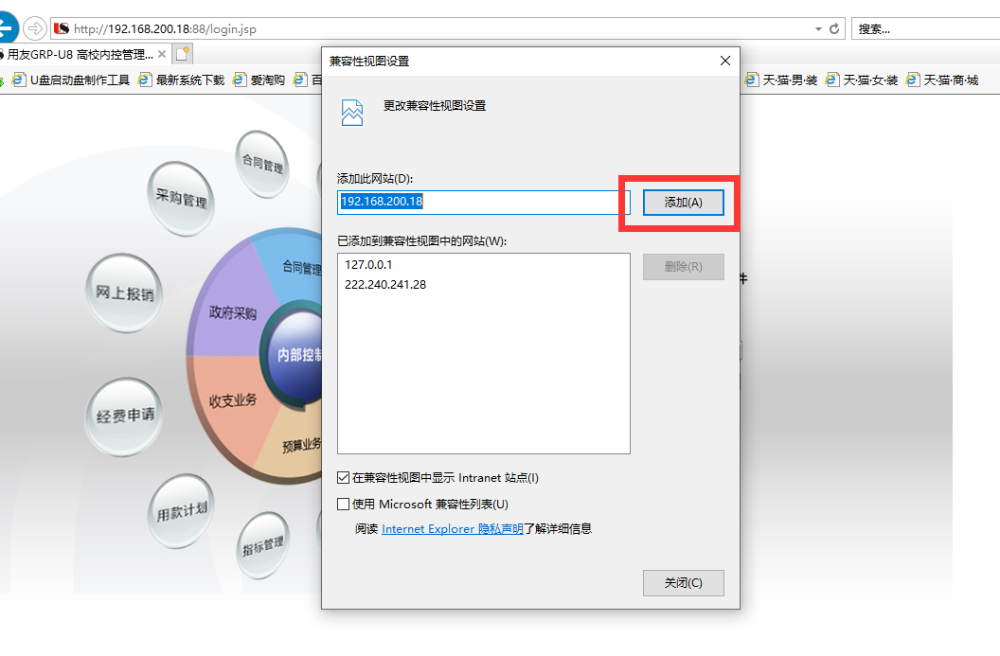 http://192.168.200.18:88/login.jsp
搜索...
用友GRP-U8 高校内控管理...
U盘启动盘制作工具
最新系统下载
爱淘购
百
天·猫·男·装
天·猫·女·装
天·猫·商·城
兼容性视图设置
更改兼容性视图设置
添加此网站(D):
192.168.200.18
添加(A)
已添加到兼容性视图中的网站(W):
127.0.0.1
222.240.241.28
删除(R)
件
在兼容性视图中显示 Intranet 站点(I)
使用 Microsoft 兼容性列表(U)
阅读 Internet Explorer 隐私声明了解详细信息
关闭(C)
合同管理
采购管理
网上报销
经费申请
用款计划
指标管理
合同管理
政府采购
内部控制
收支业务
预算业务